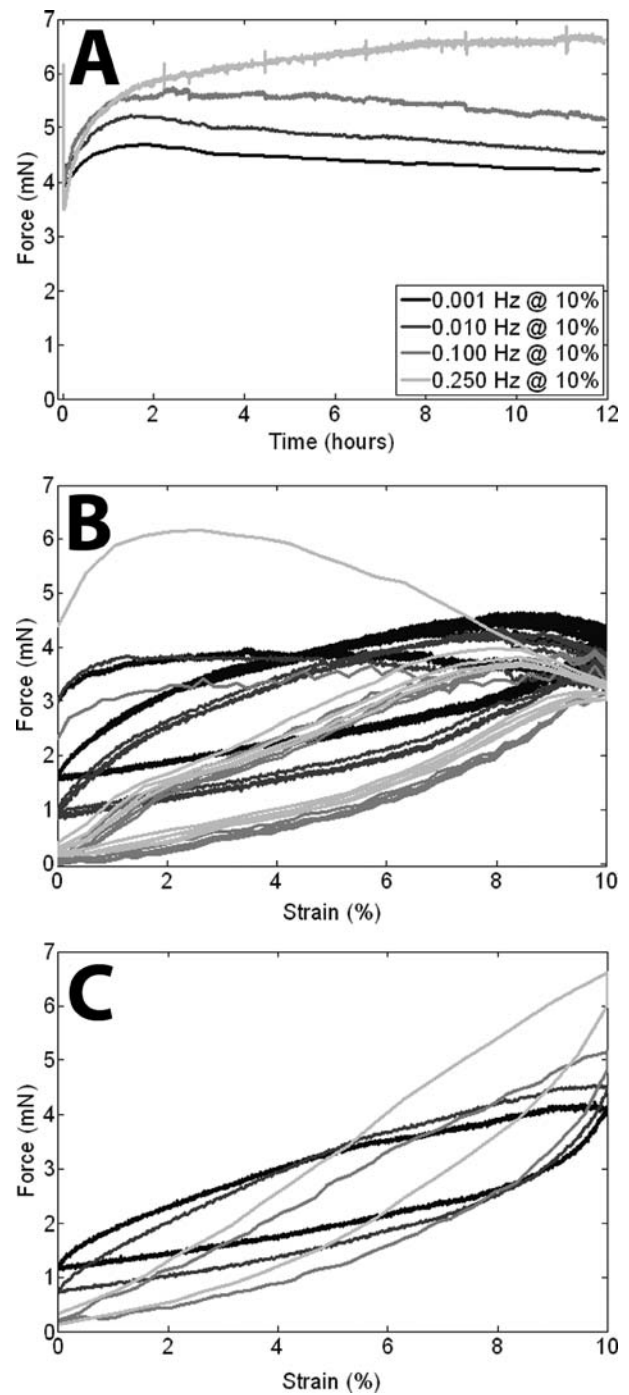 A
7
6
5
4
3
2
1
0
Force (mN)
0.001 Hz @ 10%
0.010 Hz @ 10%
0.100 Hz @ 10%
0.250 Hz @ 10%
0 2 4 6 8 10 12
Time (hours)
B
7
6
5
4
3
2
1
0
Force (mN)
0 2 4 6 8 10
Strain (%)
C
7
6
5
4
3
2
1
0
Force (mN)
0 2 4 6 8 10
Strain (%)